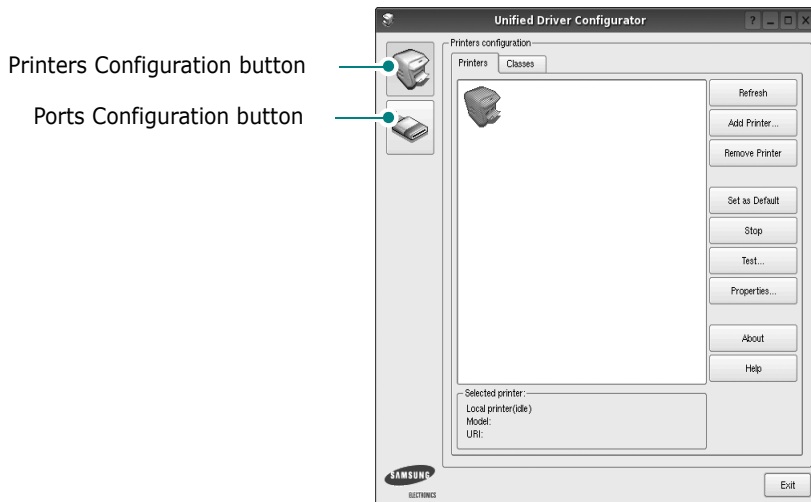 Unified Driver Configurator
Printers Configuration button
Ports Configuration button
Printers configuration
Printers
Classes
Refresh
Add Printer...
Remove Printer
Set as Default
Stop
Test...
Properties...
About
Help
Selected printer:
Local printer(idle)
Model:
URI:
SAMSUNG
ELECTRONICS
Exit